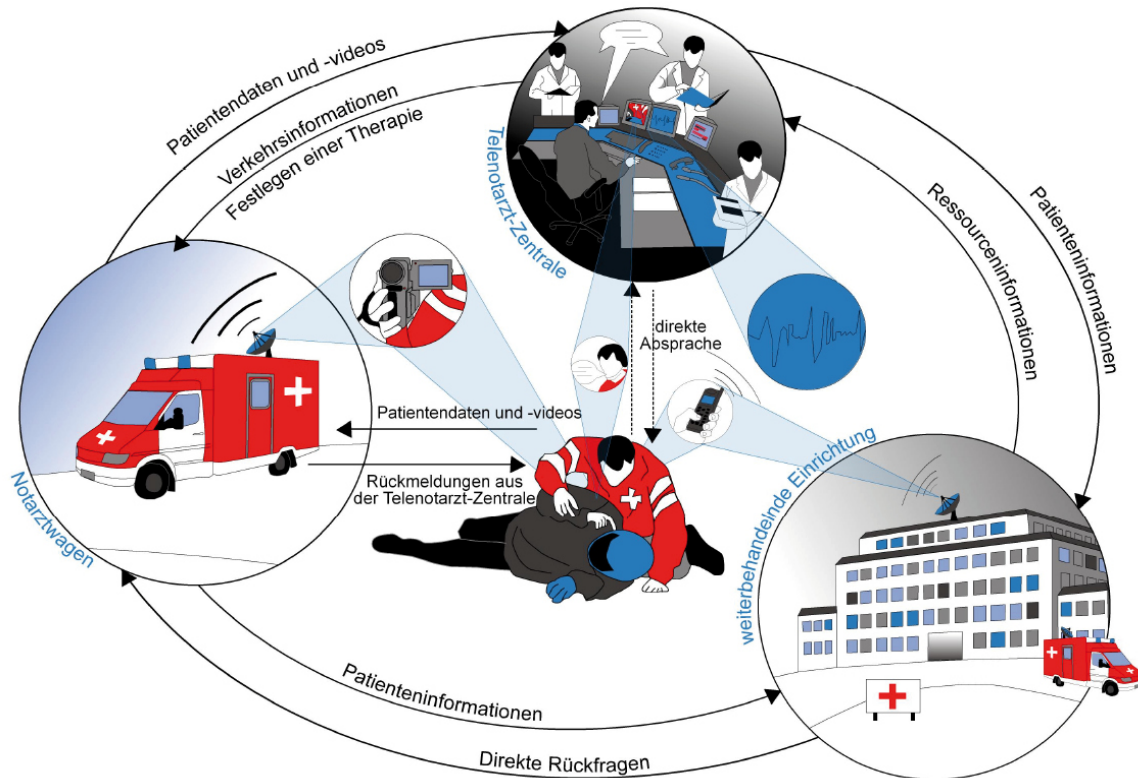 Patientendaten und -videos
Verkehrsinformationen
Festlegen einer Therapie
Telenotarzt-Zentrale
Patienteninformationen
Ressourceninformationen
direkte
Absprache
Patientendaten und -videos
Rückmeldungen aus
der Telenotarzt-Zentrale
Notarztwagen
weiterbehandelnde Einrichtung
Patienteninformationen
Direkte Rückfragen